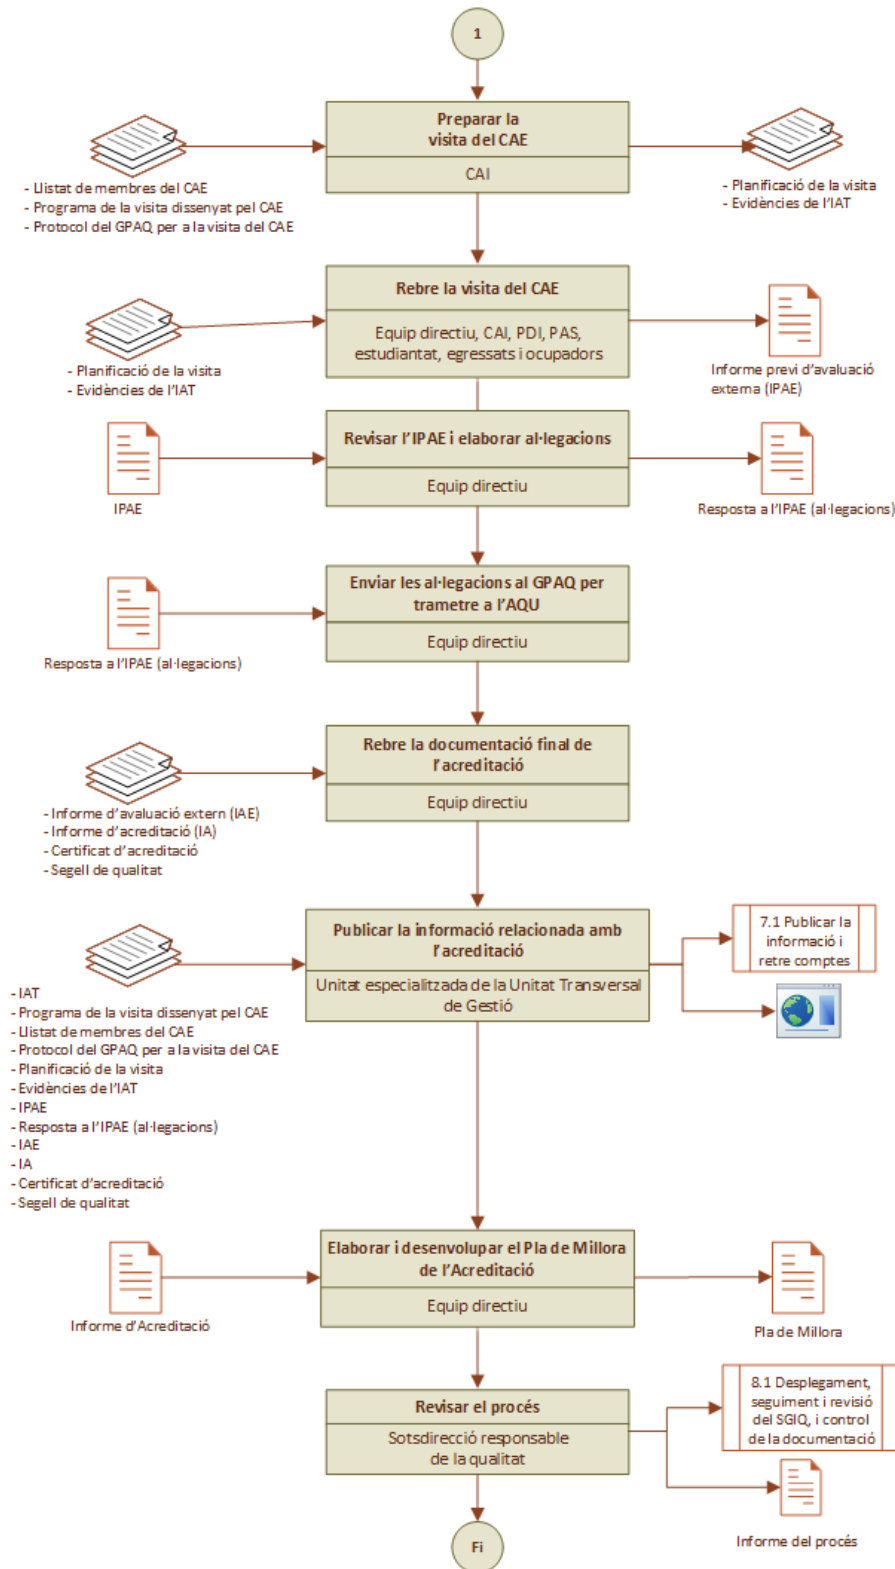 1
Preparar la
visita del CAE
CAI
- Llistat de membres del CAE
- Programa de la visita dissenyat pel CAE
- Protocol del GPAQ per a la visita del CAE
- Planificació de la visita
- Evidències de l'IAT
Rebre la visita del CAE
Equip directiu, CAI, PDI, PAS,
estudiantat, egressats i ocupadors
- Planificació de la visita
- Evidències de l'IAT
Informe previ d'avaluació
externa (IPAE)
Revisar l'IPAE i elaborar al·legacions
Equip directiu
IPAE
Resposta a l'IPAE (al·legacions)
Enviar les al·legacions al GPAQ per
trametre a l'AQU
Equip directiu
Resposta a l'IPAE (al·legacions)
Rebre la documentació final de
l'acreditació
Equip directiu
- Informe d'avaluació extern (IAE)
- Informe d'acreditació (IA)
- Certificat d'acreditació
- Segell de qualitat
Publicar la informació relacionada amb
l'acreditació
Unitat especialitzada de la Unitat Transversal
de Gestió
7.1 Publicar la
informació i
retre comptes
- IAT
- Programa de la visita dissenyat pel CAE
- Llistat de membres del CAE
- Protocol del GPAQ per a la visita del CAE
- Planificació de la visita
- Evidències de l'IAT
- IPAE
- Resposta a l'IPAE (al·legacions)
- IAE
- IA
- Certificat d'acreditació
- Segell de qualitat
Elaborar i desenvolupar el Pla de Millora
de l'Acreditació
Equip directiu
Informe d'Acreditació
Pla de Millora
Revisar el procés
Sotsdirecció responsable
de la qualitat
8.1 Desplegament,
seguiment i revisió
del SGIQ, i control
de la documentació
Informe del procés
Fi